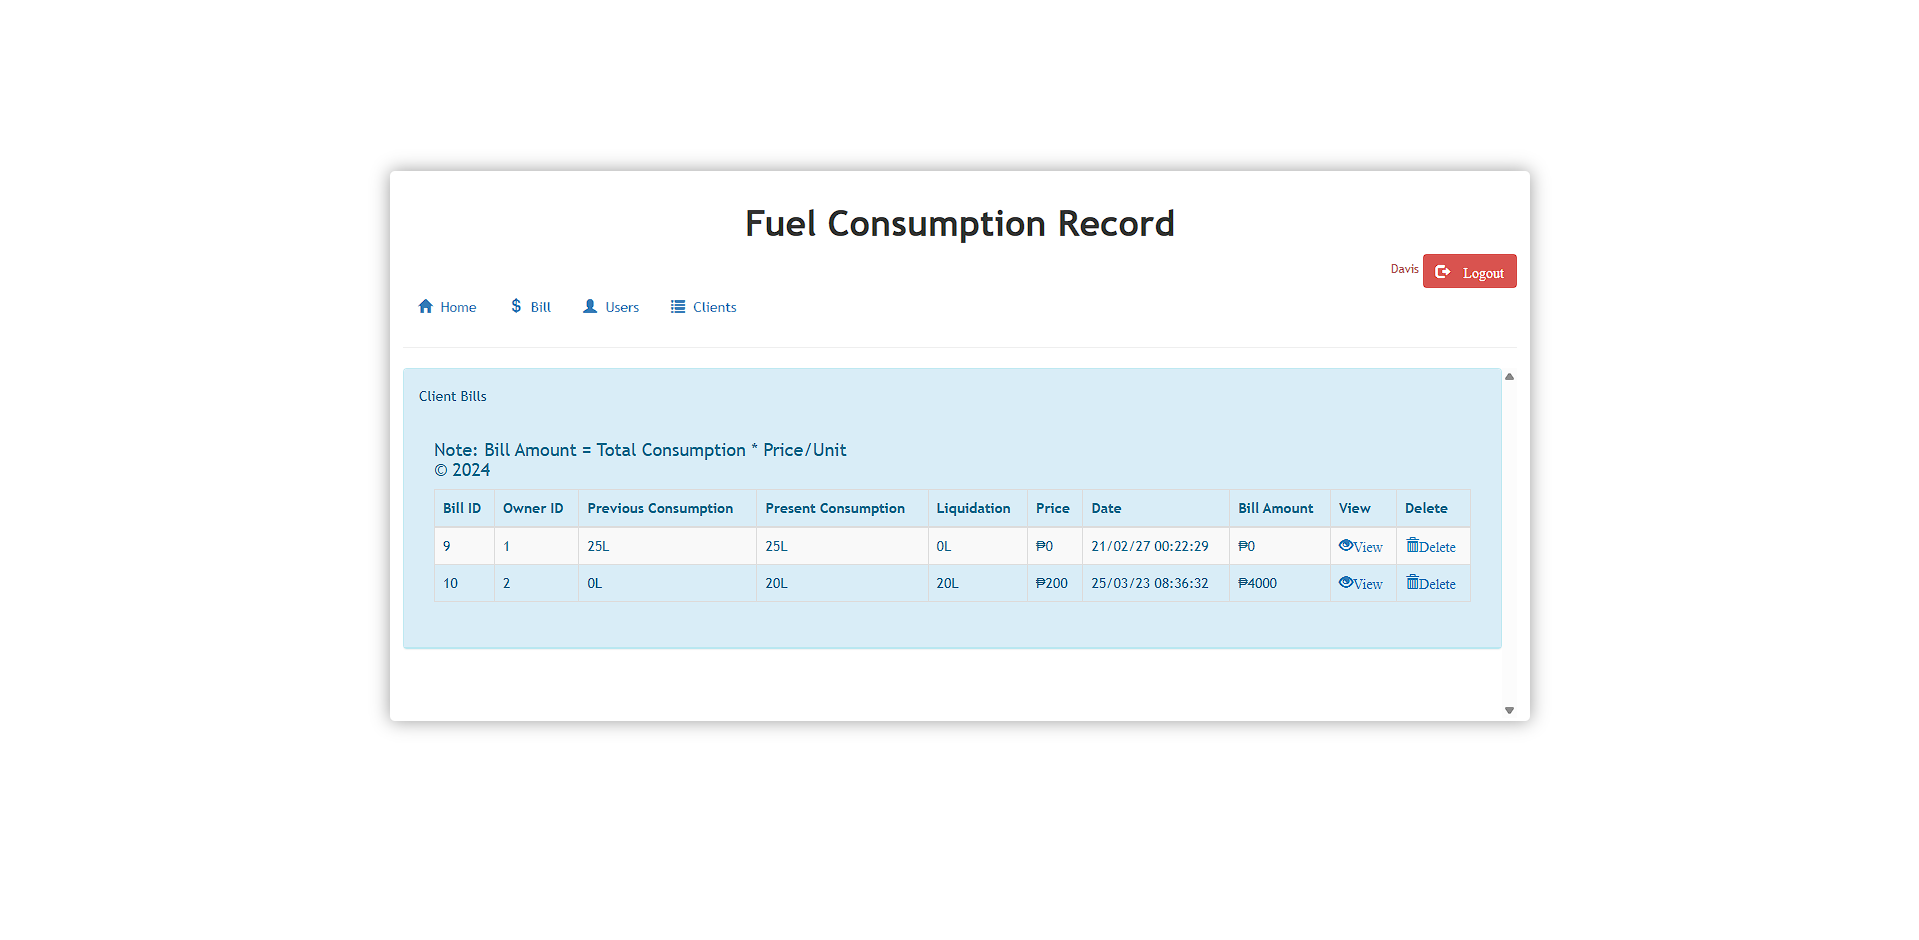 Fuel Consumption Record
Davis Logout
Home Bill Users Clients
Client Bills
Note: Bill Amount = Total Consumption * Price/Unit
© 2024
Bill ID Owner ID Previous Consumption Present Consumption Liquidation Price Date Bill Amount View Delete
9 1 25L 25L 0L ₱0 21/02/27 00:22:29 ₱0 View Delete
10 2 0L 20L 20L ₱200 25/03/23 08:36:32 ₱4000 View Delete